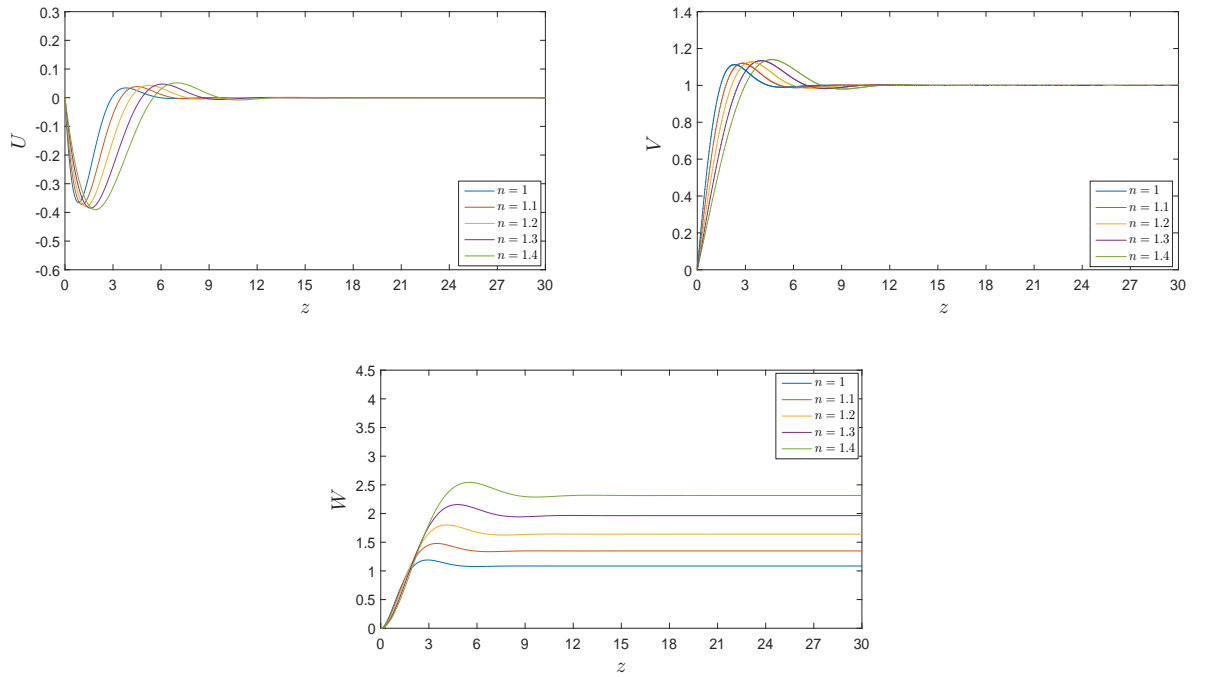 0.3
0.2
0.1
0
-0.1
-0.2
-0.3
-0.4
-0.5
-0.6
U
0 3 6 9 12 15 18 21 24 27 30
z
n = 1
n = 1.1
n = 1.2
n = 1.3
n = 1.4
1.4
1.2
1
0.8
0.6
0.4
0.2
0
V
0 3 6 9 12 15 18 21 24 27 30
z
n = 1
n = 1.1
n = 1.2
n = 1.3
n = 1.4
4.5
4
3.5
3
2.5
2
1.5
1
0.5
0
W
0 3 6 9 12 15 18 21 24 27 30
z
n = 1
n = 1.1
n = 1.2
n = 1.3
n = 1.4